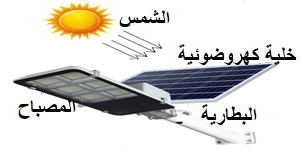 الشمس
خلية كهروضوئية
المصباح
البطارية